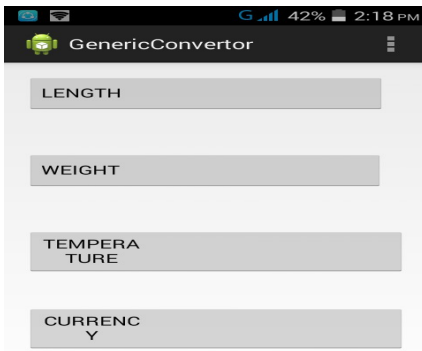 G 42% 2:18 PM
GenericConvertor
LENGTH
WEIGHT
TEMPERA
TURE
CURRENC
Y